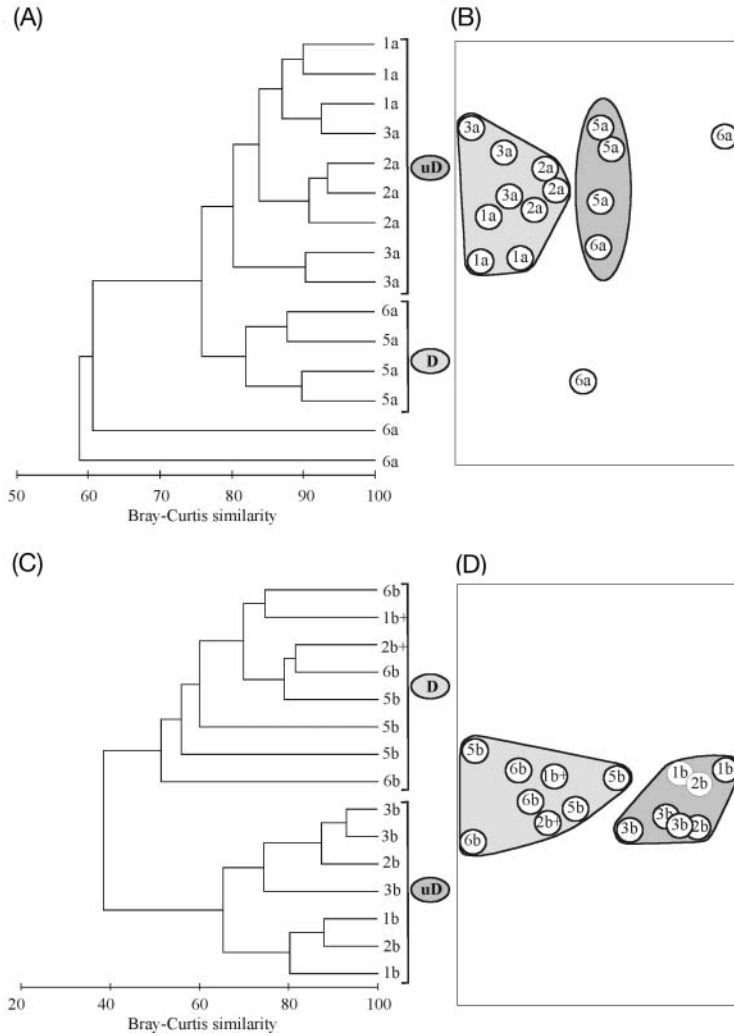 (A)
1a
1a
1a
3a
2a
2a
2a
3a
3a
6a
5a
5a
5a
6a
6a
uD
D
50 60 70 80 90 100
Bray-Curtis similarity
(B)
3a
3a
2a
2a
3a
2a
1a
1a
1a
5a
5a
5a
6a
6a
6a
(C)
6b
1b+
2b+
6b
5b
5b
5b
6b
3b
3b
2b
3b
1b
2b
1b
D
uD
20 40 60 80 100
Bray-Curtis similarity
(D)
5b
6b
1b+
5b
6b
5b
2b+
6b
1b
1b
2b
3b
3b
3b
2b